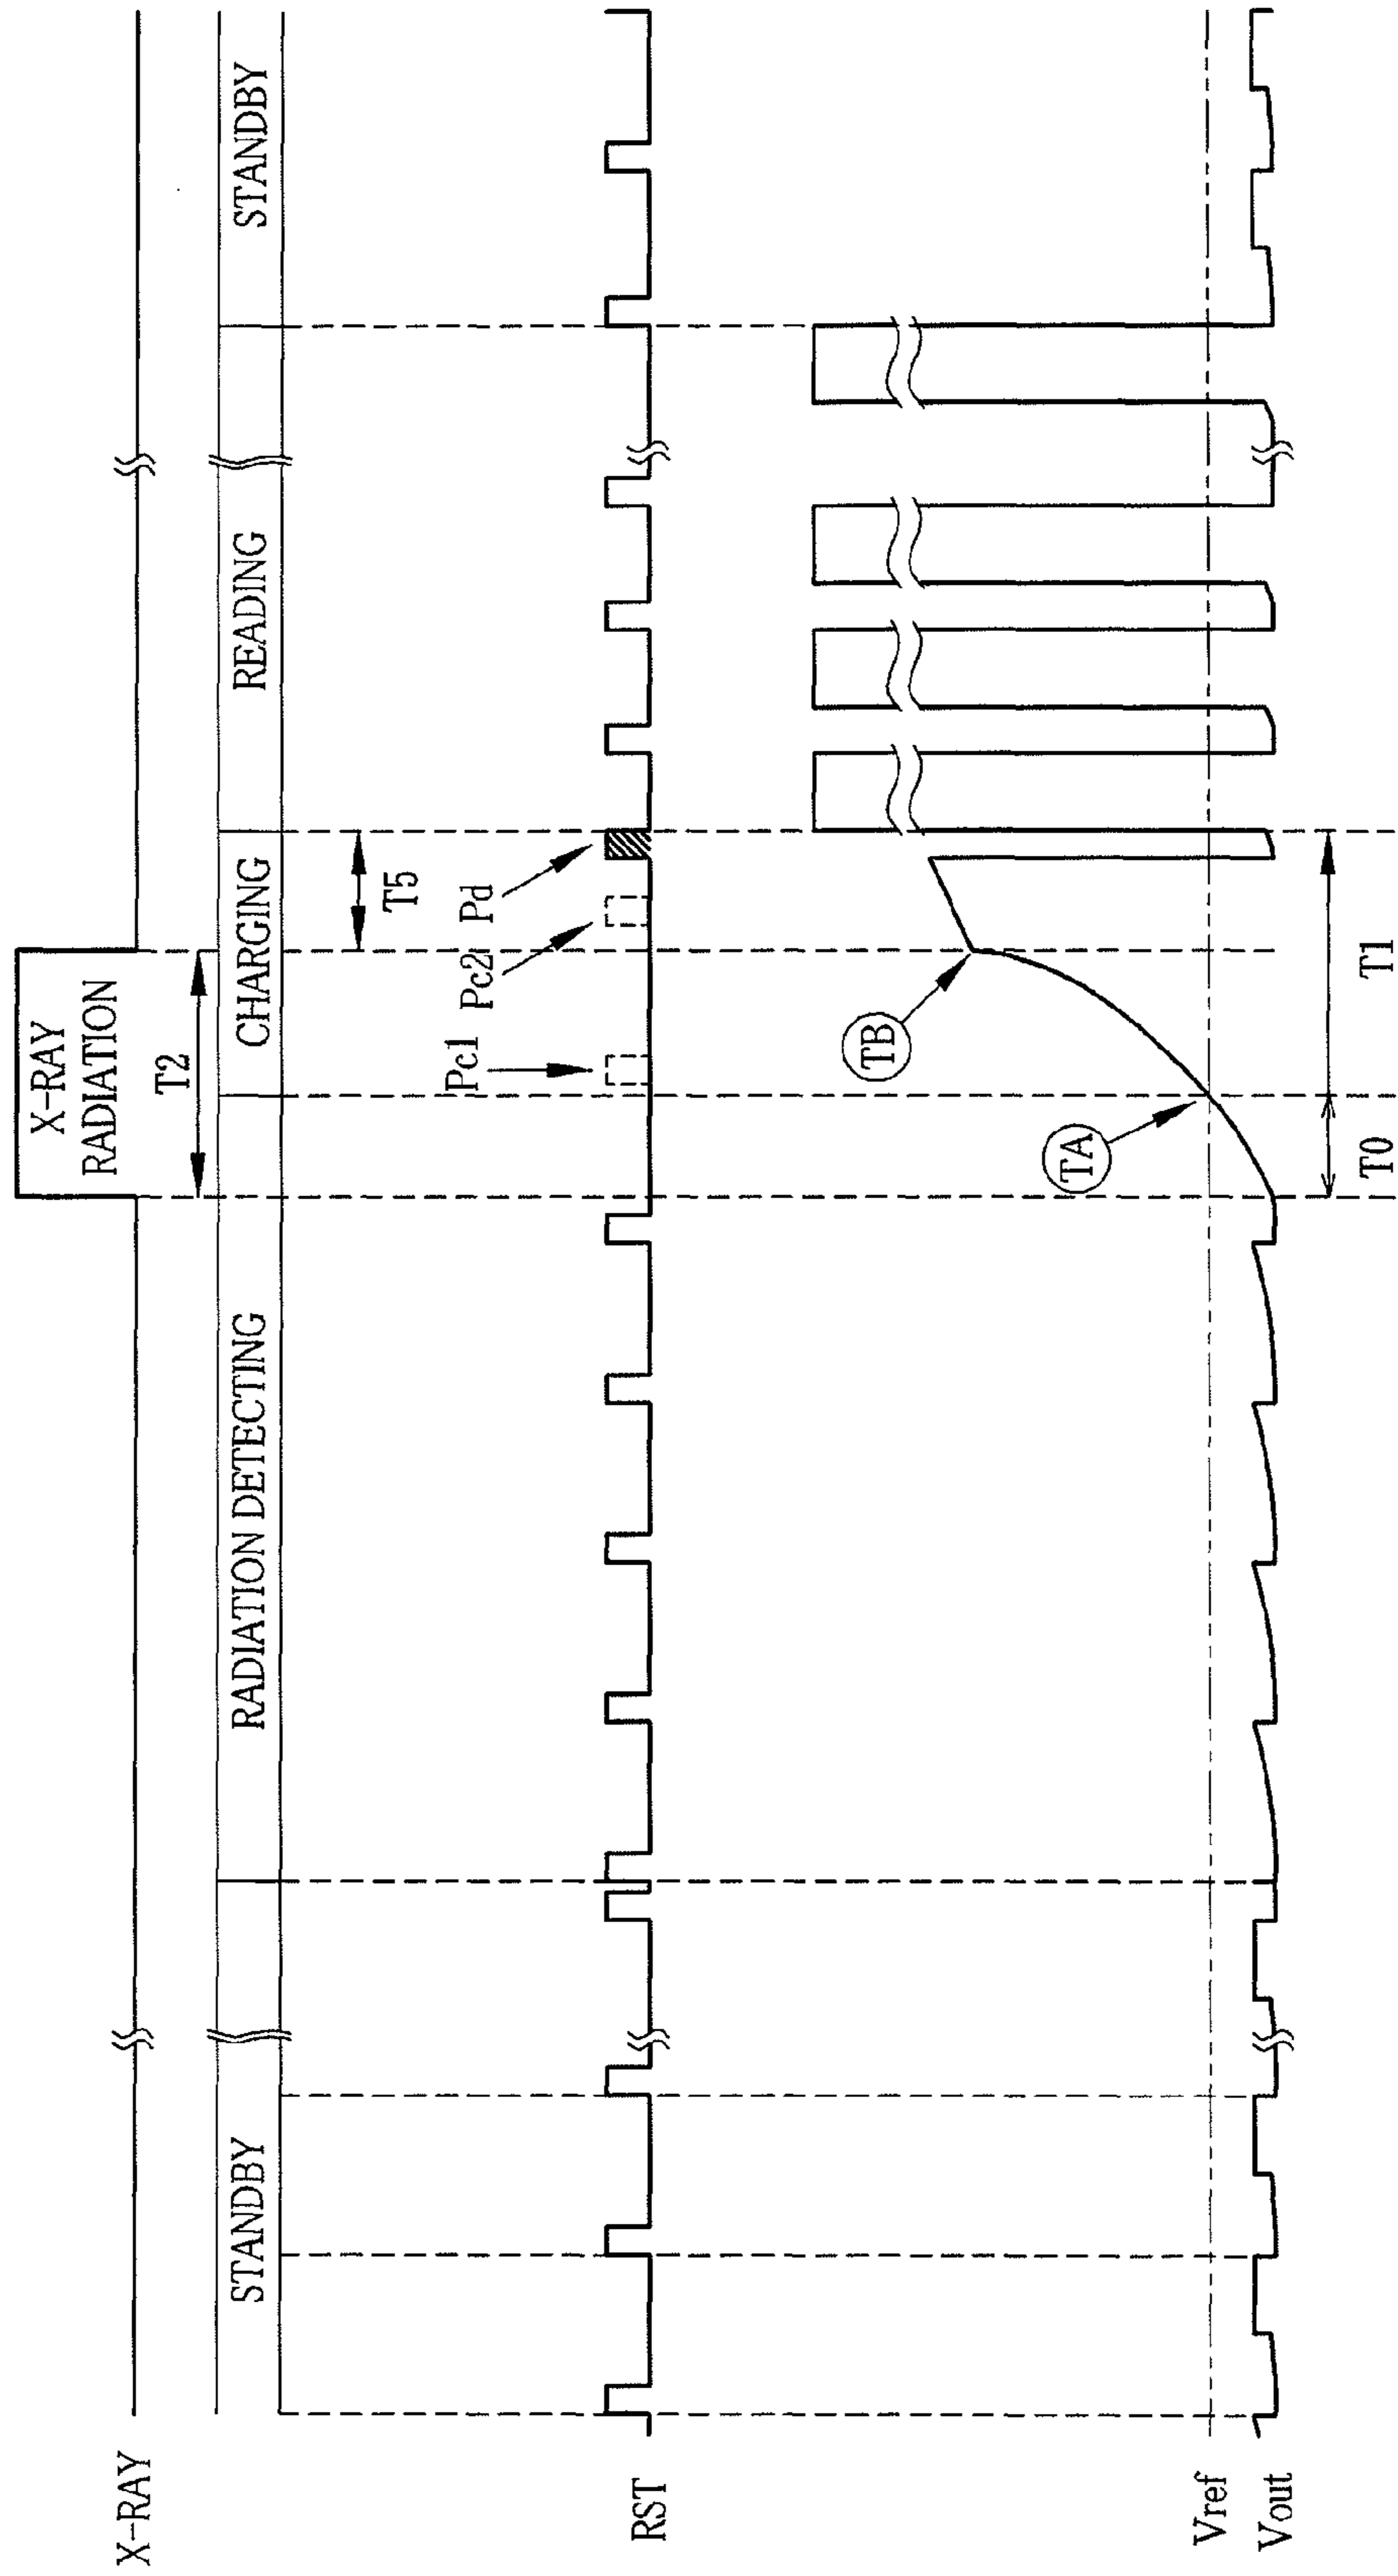 X-RAY
X-RAY
RADIATION
T2
STANDBY
RADIATION DETECTING
CHARGING
READING
STANDBY
T5
Pc1
Pc2
Pd
RST
TA
TB
Vref
Vout
T0
T1